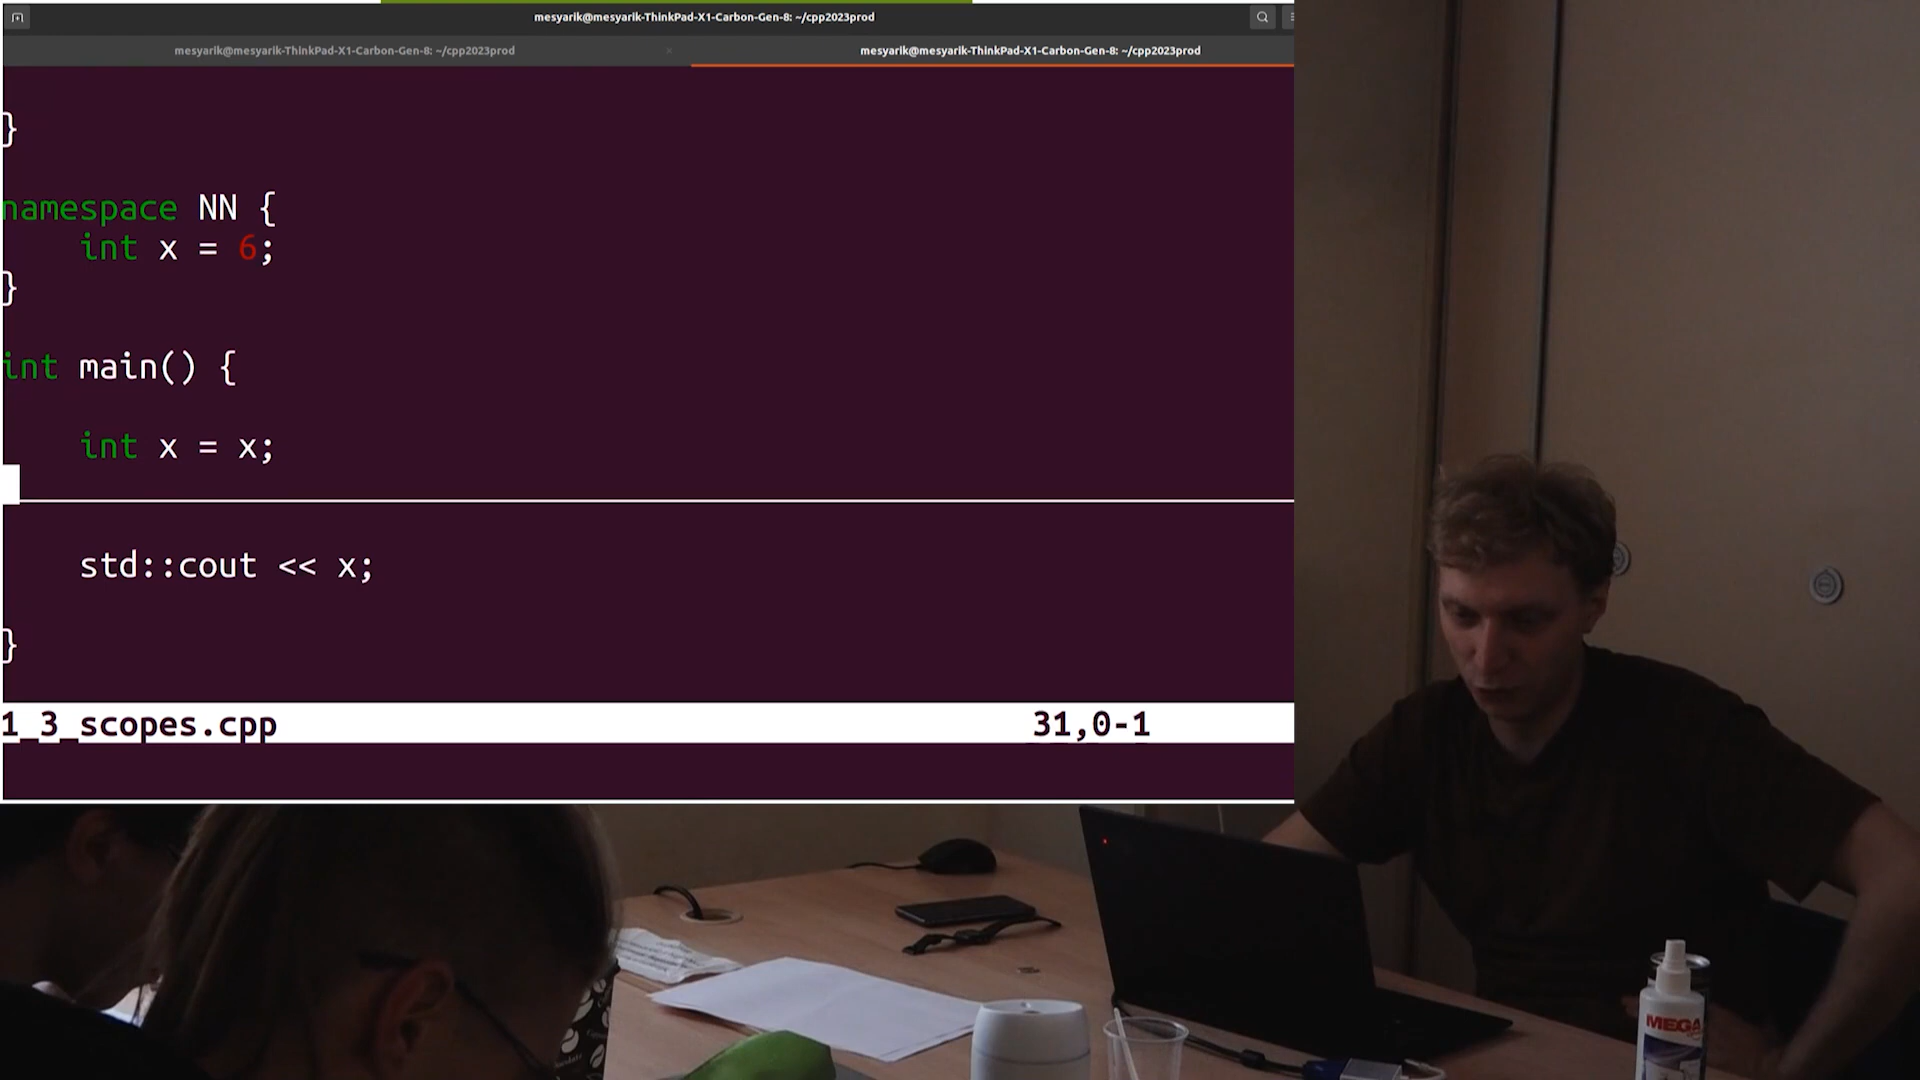 mesyarik@mesyarik-ThinkPad-X1-Carbon-Gen-8: ~/cpp2023prod
mesyarik@mesyarik-ThinkPad-X1-Carbon-Gen-8: ~/cpp2023prod
mesyarik@mesyarik-ThinkPad-X1-Carbon-Gen-8: ~/cpp2023prod
}
namespace NN {
int x = 6;
}
int main() {
int x = x;
std::cout << x;
}
1_3_scopes.cpp 31,0-1
MEGA